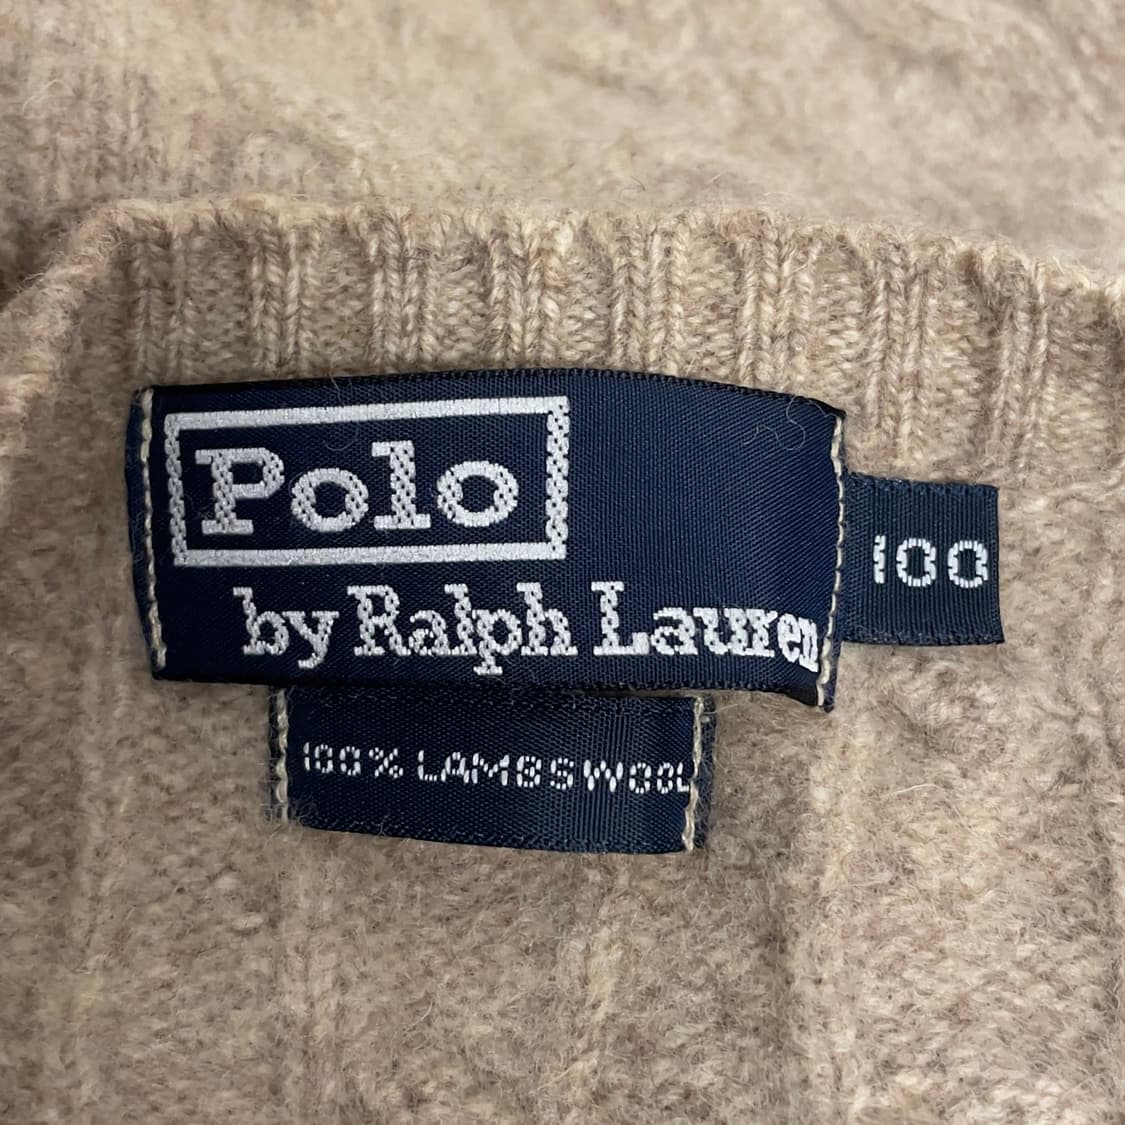 Polo
by Ralph Lauren
100
100% LAMBSWOOL